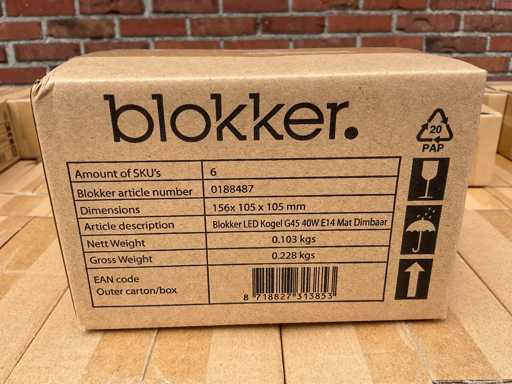 blokker.
Amount of SKU's 6
Blokker article number 0188487
Dimensions 156x 105 x 105 mm
Article description Blokker LED Kogel G45 40W E14 Mat Dimbaar
Nett Weight 0.103 kgs
Gross Weight 0.228 kgs
EAN code
Outer carton/box
8 718827 313853
20
PAP